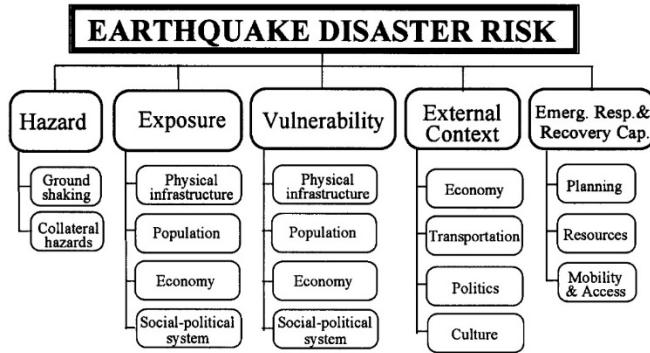 EARTHQUAKE DISASTER RISK
Hazard
Ground
shaking
Collateral
hazards
Exposure
Physical
infrastructure
Population
Economy
Social-political
system
Vulnerability
Physical
infrastructure
Population
Economy
Social-political
system
External
Context
Economy
Transportation
Politics
Culture
Emerg. Resp.&
Recovery Cap.
Planning
Resources
Mobility
& Access